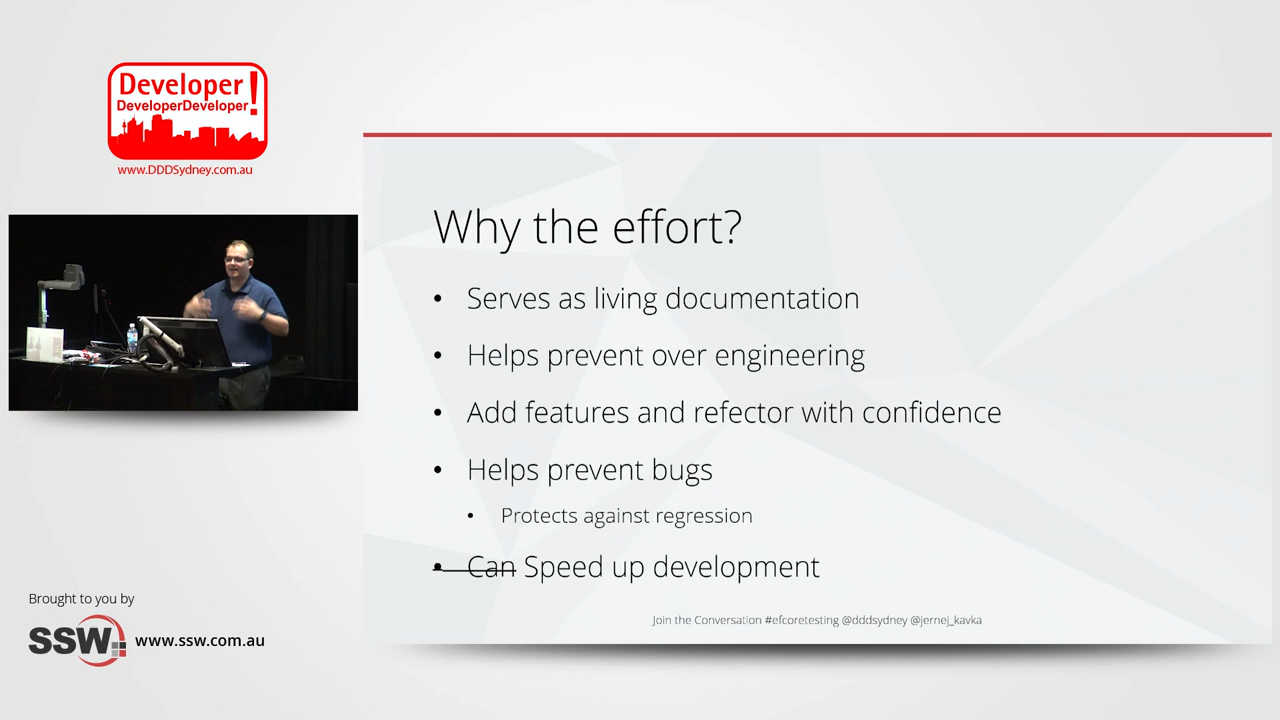 Developer!
DeveloperDeveloper
www.DDDSydney.com.au
Why the effort?
• Serves as living documentation
• Helps prevent over engineering
• Add features and refector with confidence
• Helps prevent bugs
• Protects against regression
• Can Speed up development
Join the Conversation #efcoretesting @dddsydney @jernej_kavka
Brought to you by
SSW www.ssw.com.au